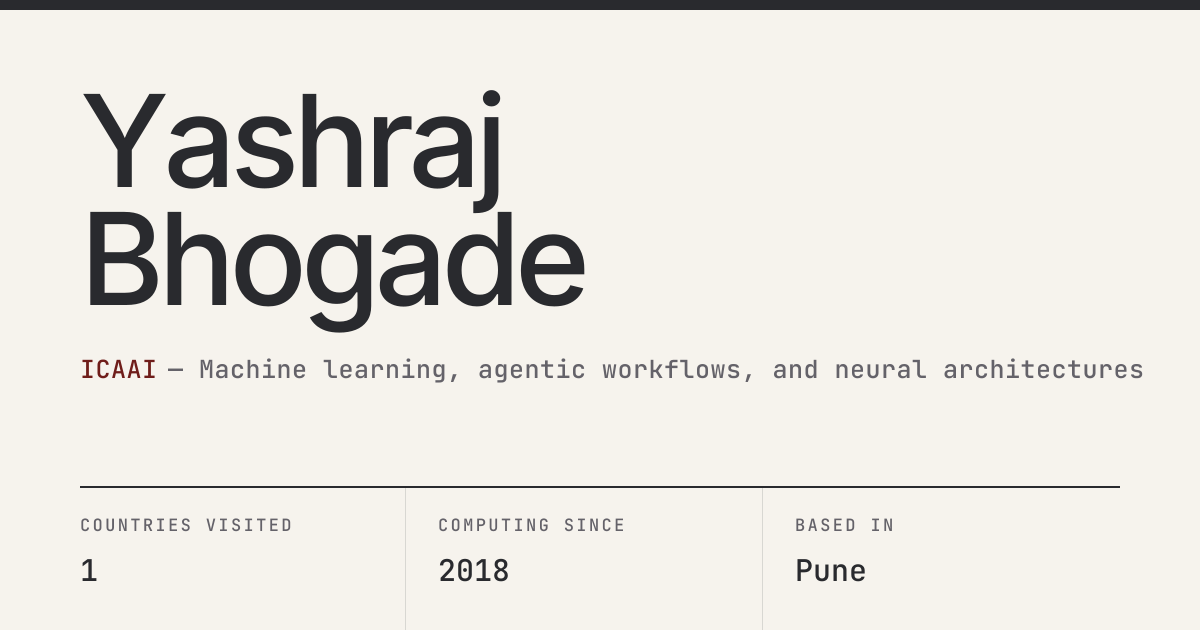 Yashraj
Bhogade
ICAAI — Machine learning, agentic workflows, and neural architectures
COUNTRIES VISITED
1
COMPUTING SINCE
2018
BASED IN
Pune